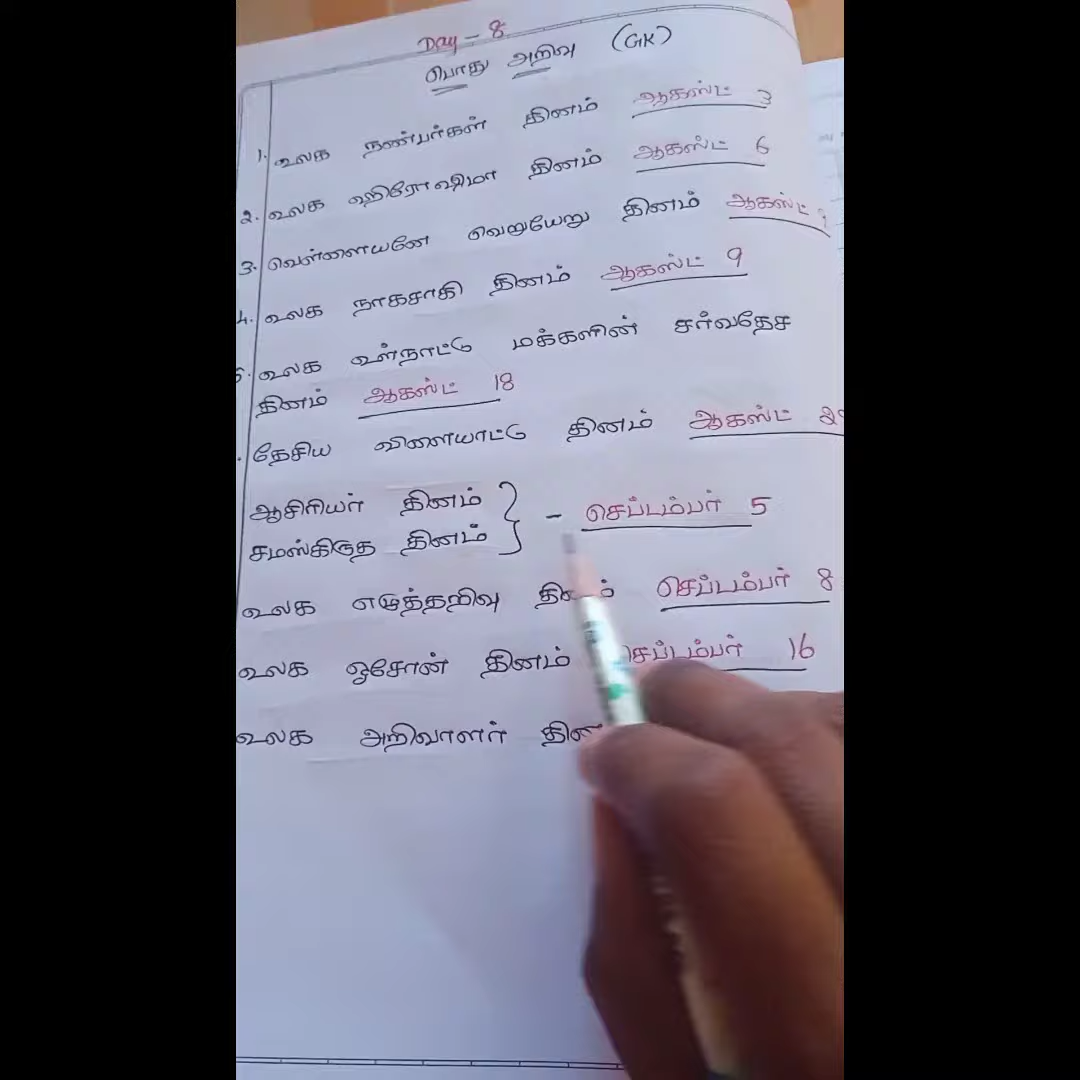 Day - 8
பொது அறிவு (GK)
1. உலக நண்பர்கள் தினம் ஆகஸ்ட் 3
2. உலக ஹிரோஷிமா தினம் ஆகஸ்ட் 6
3. வெள்ளையனே வெறுயேறு தினம் ஆகஸ்ட்
4. உலக நாகசாகி தினம் ஆகஸ்ட் 9
5. உலக உள்நாட்டு மக்களின் சர்வதேச
தினம் ஆகஸ்ட் 18
தேசிய விளையாட்டு தினம் ஆகஸ்ட் 29
ஆசிரியர் தினம்
சமஸ்கிருத தினம் } - செப்டம்பர் 5
உலக எழுத்தறிவு தினம் செப்டம்பர் 8
உலக ஓசோன் தினம் செப்டம்பர் 16
உலக அறிவாளர்